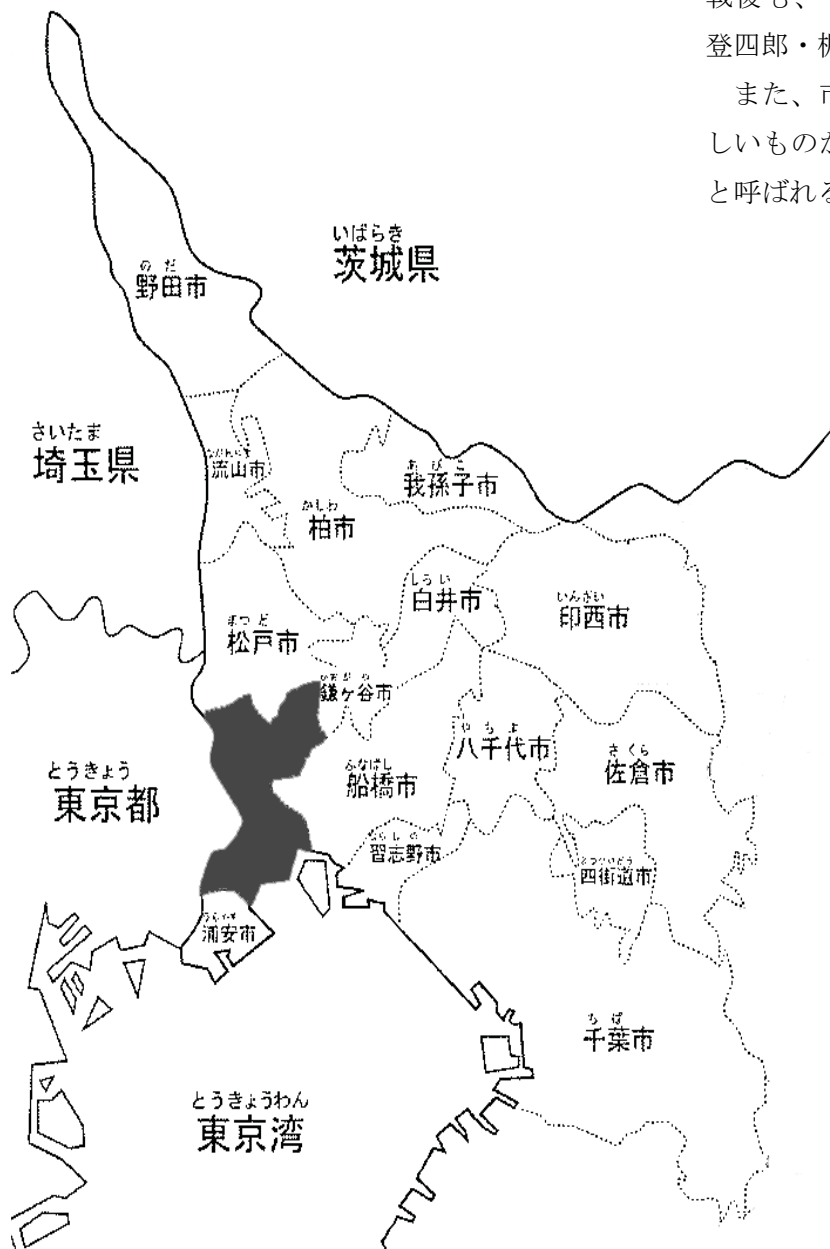 戦後も、
登四郎・
また、市
しいものが
と呼ばれる
いばらき
茨城県
のだ
野田市
さいたま
埼玉県
流山市
あびこ
我孫子市
かしわ
柏市
しろい
白井市
いんざい
印西市
まつど
松戸市
鎌ヶ谷市
やちよ
八千代市
さくら
佐倉市
とうきょう
東京都
ふなばし
船橋市
ならしの
習志野市
四街道市
うらやす
浦安市
ちば
千葉市
とうきょうわん
東京湾